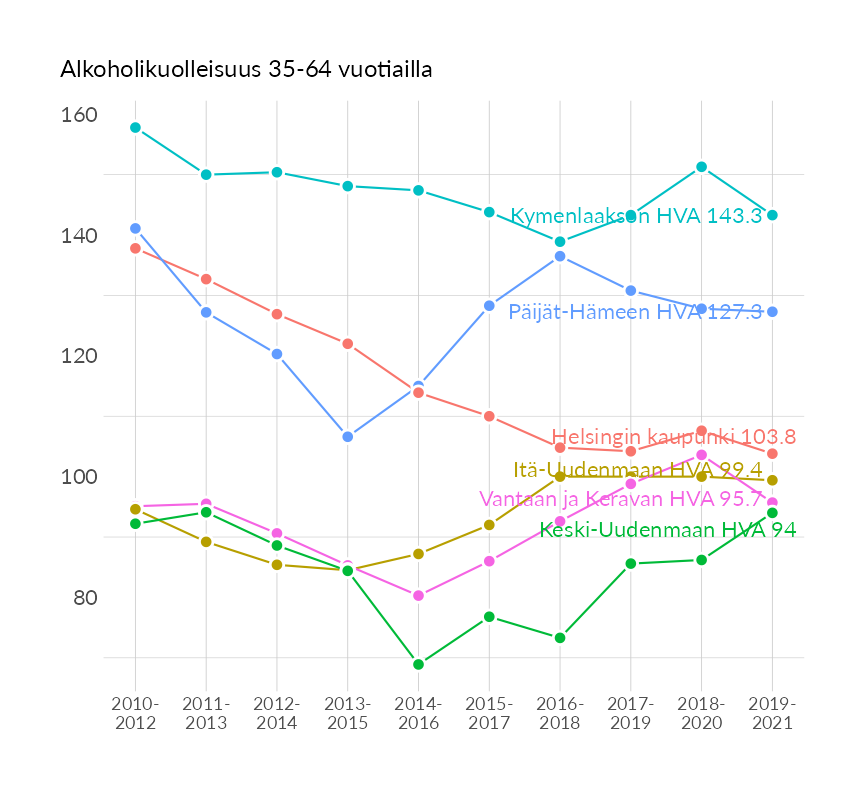 Alkoholikuolleisuus 35-64 vuotiailla
160
140
120
100
80
Kymenlaakson HVA 143.3
Päijät-Hämeen HVA 127.3
Helsingin kaupunki 103.8
Itä-Uudenmaan HVA 99.4
Vantaan ja Keravan HVA 95.7
Keski-Uudenmaan HVA 94
2010-2012
2011-2013
2012-2014
2013-2015
2014-2016
2015-2017
2016-2018
2017-2019
2018-2020
2019-2021